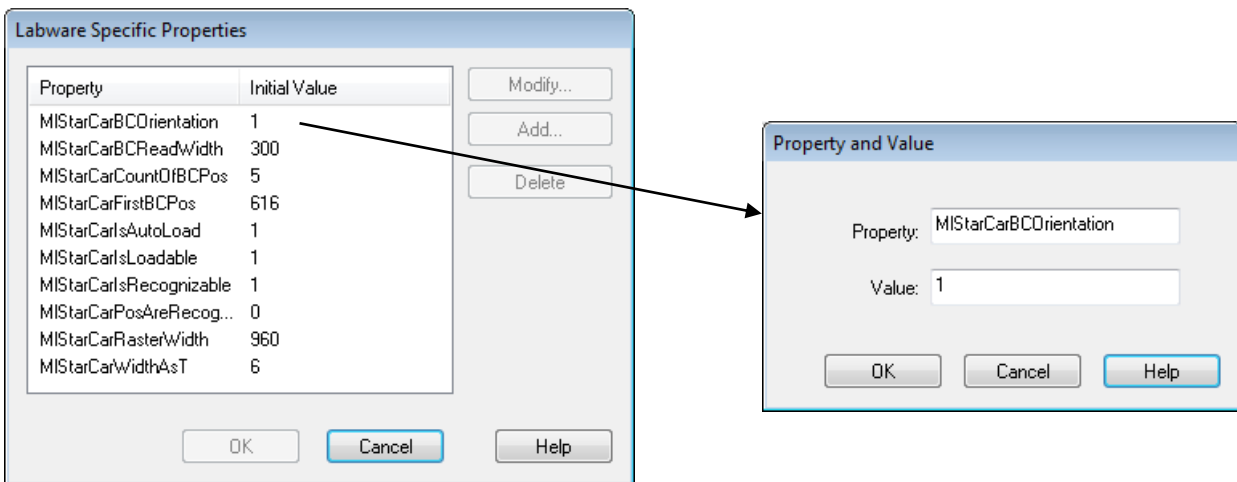 Labware Specific Properties
Property Initial Value
MlStarCarBCOrientation 1
MlStarCarBCReadWidth 300
MlStarCarCountOfBCPos 5
MlStarCarFirstBCPos 616
MlStarCarIsAutoLoad 1
MlStarCarIsLoadable 1
MlStarCarIsRecognizable 1
MlStarCarPosAreRecog... 0
MlStarCarRasterWidth 960
MlStarCarWidthAsT 6
Modify...
Add...
Delete
OK Cancel Help
Property and Value
Property: MlStarCarBCOrientation
Value: 1
OK Cancel Help